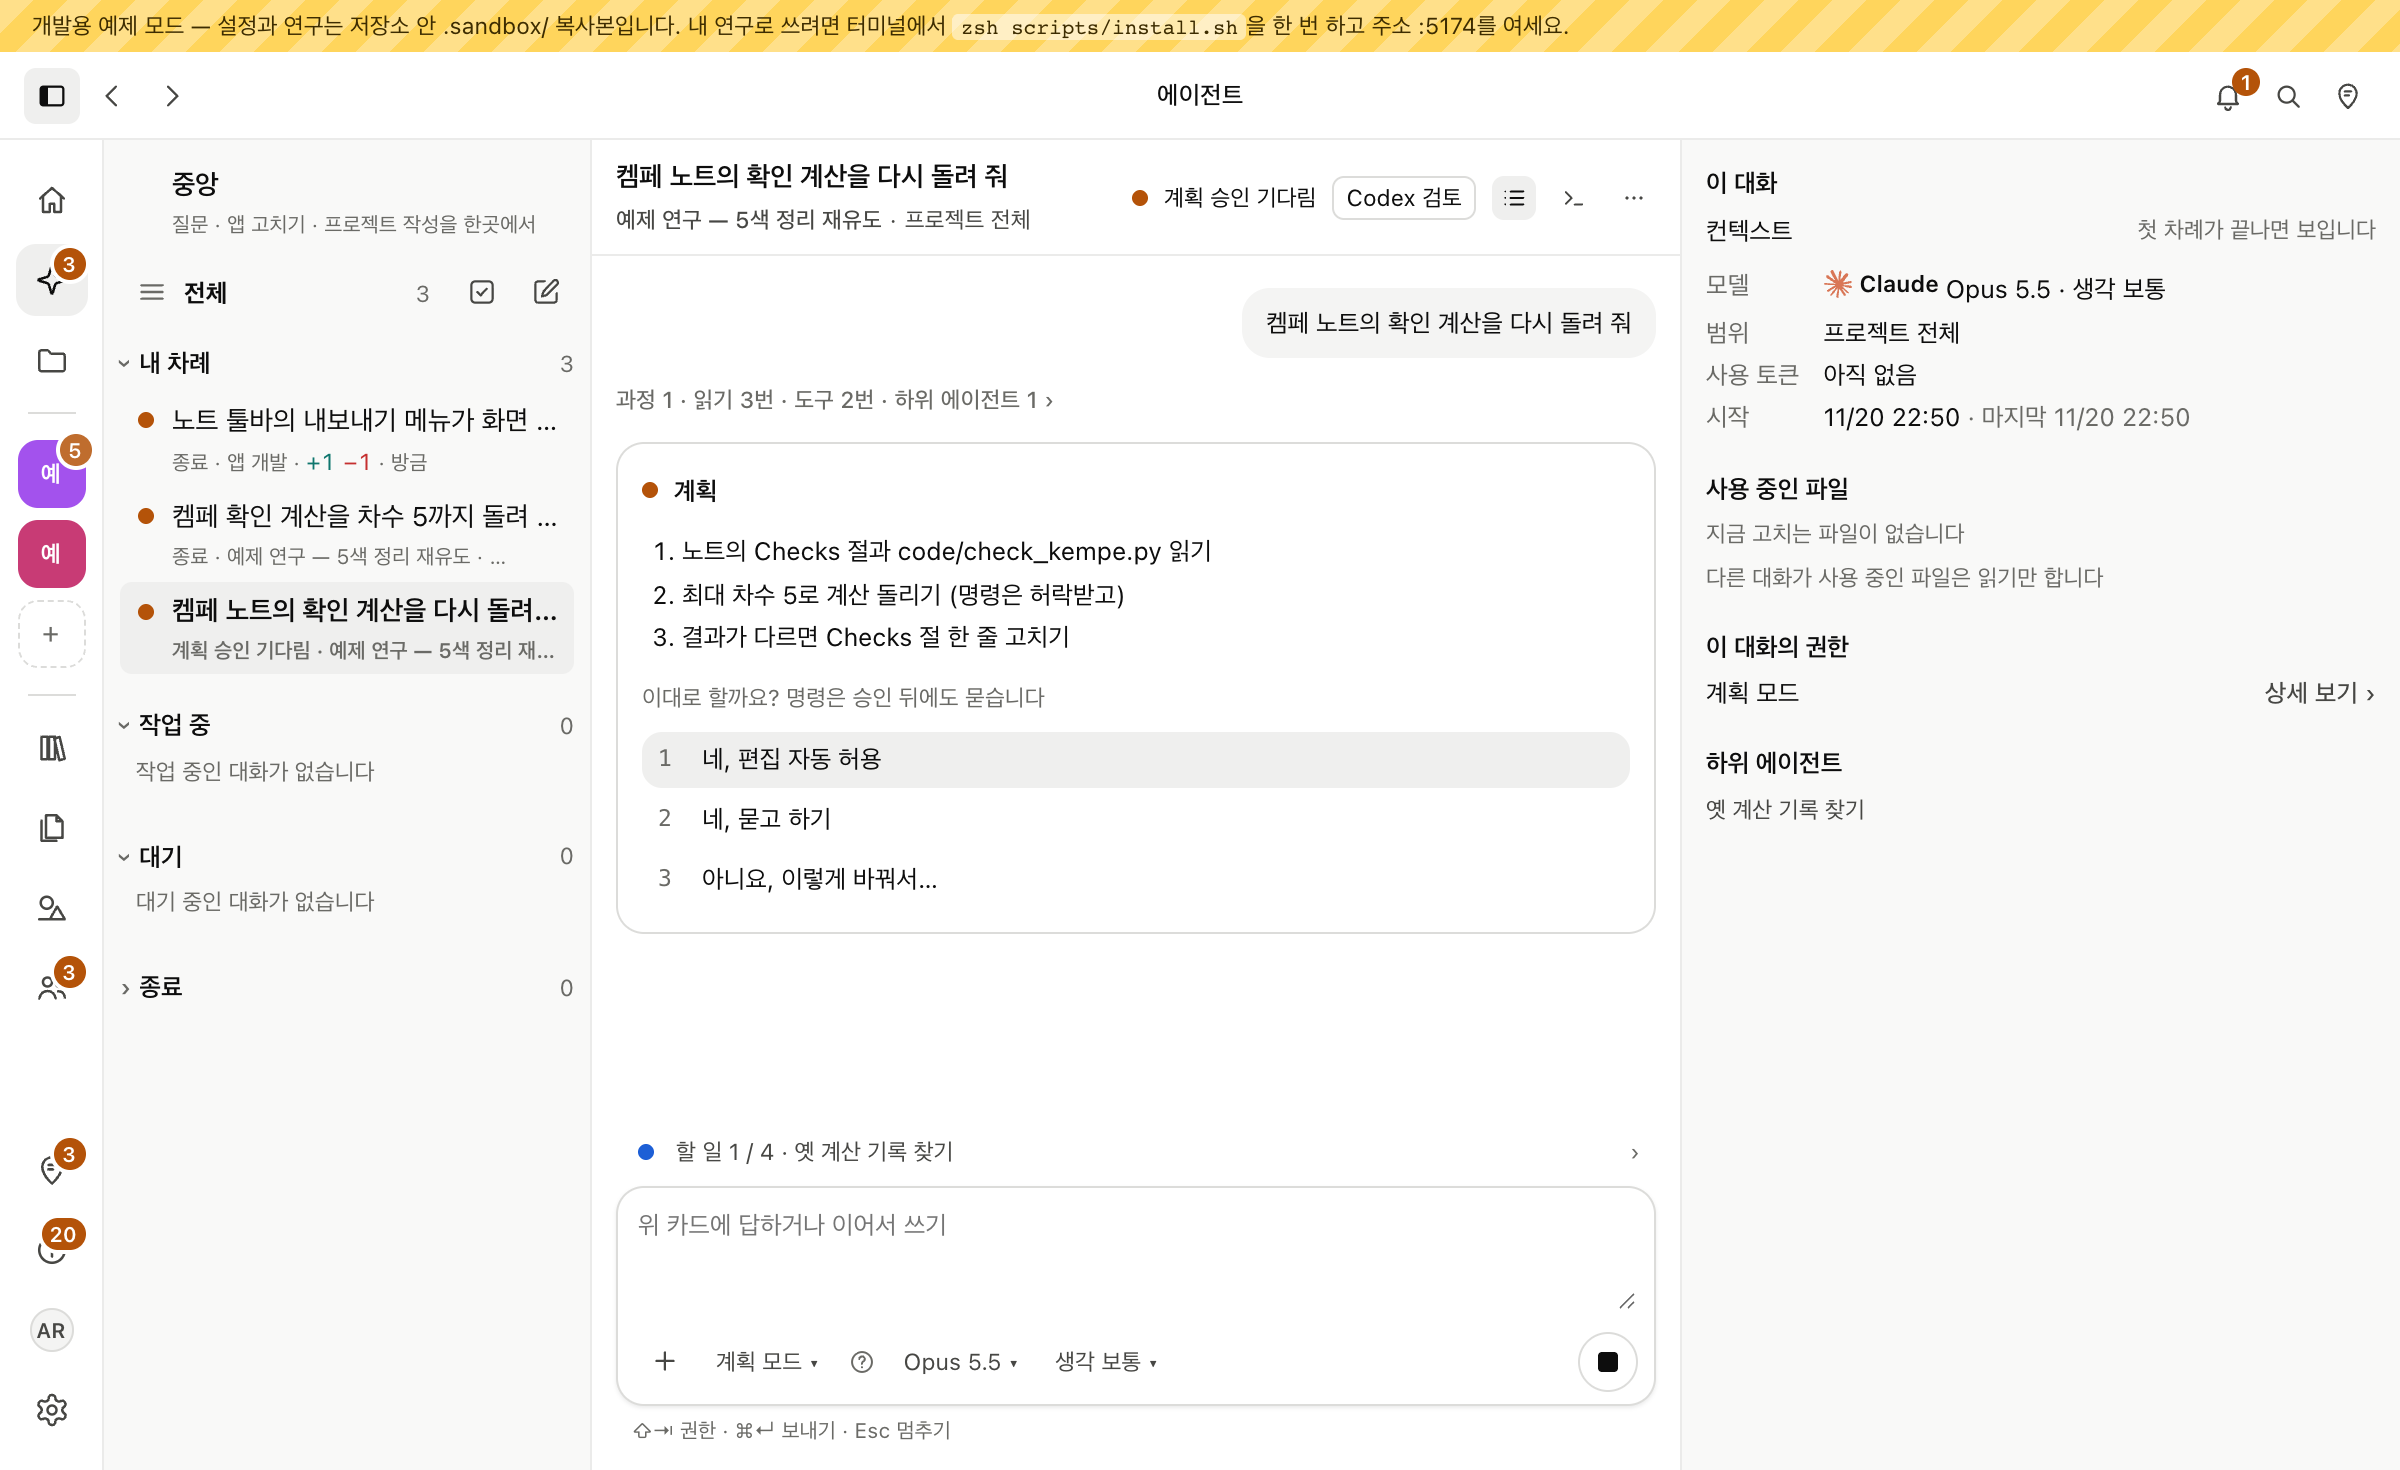 개발용 예제 모드 — 설정과 연구는 저장소 안 .sandbox/ 복사본입니다. 내 연구로 쓰려면 터미널에서 zsh scripts/install.sh을 한 번 하고 주소 :5174를 여세요.
에이전트
1
3
5
예
예
+
3
3
20
AR
중앙
질문 · 앱 고치기 · 프로젝트 작성을 한곳에서
전체 3
내 차례 3
노트 툴바의 내보내기 메뉴가 화면 ...
종료 · 앱 개발 · +1 −1 · 방금
켐페 확인 계산을 차수 5까지 돌려 ...
종료 · 예제 연구 — 5색 정리 재유도 · ...
켐페 노트의 확인 계산을 다시 돌려...
계획 승인 기다림 · 예제 연구 — 5색 정리 재...
작업 중 0
작업 중인 대화가 없습니다
대기 0
대기 중인 대화가 없습니다
종료 0
켐페 노트의 확인 계산을 다시 돌려 줘
예제 연구 — 5색 정리 재유도 · 프로젝트 전체
계획 승인 기다림
Codex 검토
켐페 노트의 확인 계산을 다시 돌려 줘
과정 1 · 읽기 3번 · 도구 2번 · 하위 에이전트 1 ›
계획
1. 노트의 Checks 절과 code/check_kempe.py 읽기
2. 최대 차수 5로 계산 돌리기 (명령은 허락받고)
3. 결과가 다르면 Checks 절 한 줄 고치기
이대로 할까요? 명령은 승인 뒤에도 묻습니다
1 네, 편집 자동 허용
2 네, 묻고 하기
3 아니요, 이렇게 바꿔서...
할 일 1 / 4 · 옛 계산 기록 찾기 ›
위 카드에 답하거나 이어서 쓰기
+ 계획 모드 ▾ Opus 5.5 ▾ 생각 보통 ▾
⇧⇥ 권한 · ⌘↵ 보내기 · Esc 멈추기
이 대화
컨텍스트 첫 차례가 끝나면 보입니다
모델 Claude Opus 5.5 · 생각 보통
범위 프로젝트 전체
사용 토큰 아직 없음
시작 11/20 22:50 · 마지막 11/20 22:50
사용 중인 파일
지금 고치는 파일이 없습니다
다른 대화가 사용 중인 파일은 읽기만 합니다
이 대화의 권한
계획 모드 상세 보기 ›
하위 에이전트
옛 계산 기록 찾기